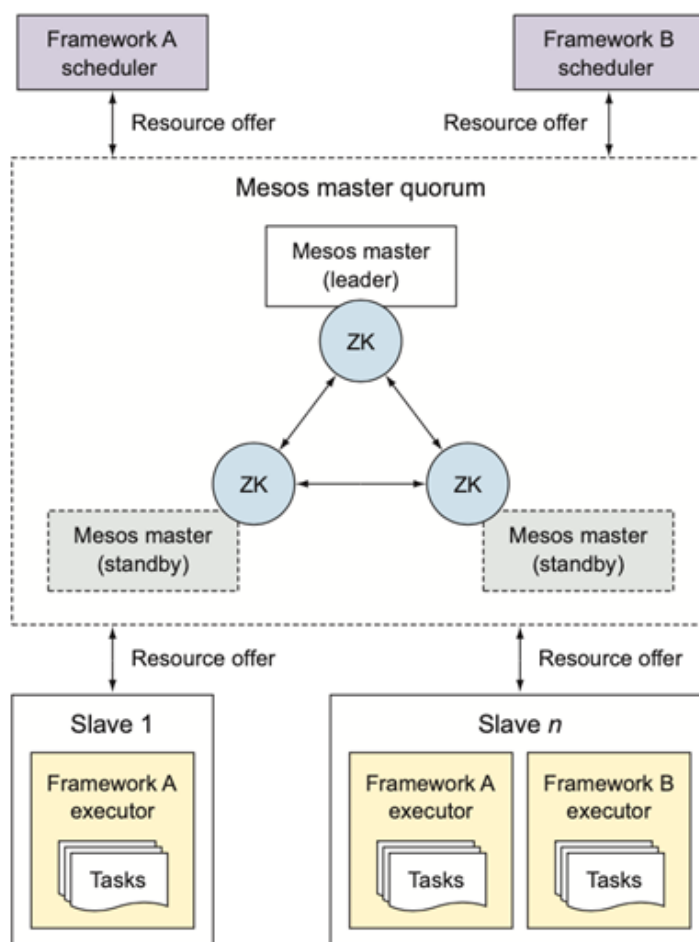 Framework A
scheduler
Framework B
scheduler
Resource offer
Resource offer
Mesos master quorum
Mesos master
(leader)
ZK
ZK
ZK
Mesos master
(standby)
Mesos master
(standby)
Resource offer
Resource offer
Slave 1
Slave n
Framework A
executor
Framework A
executor
Framework B
executor
Tasks
Tasks
Tasks